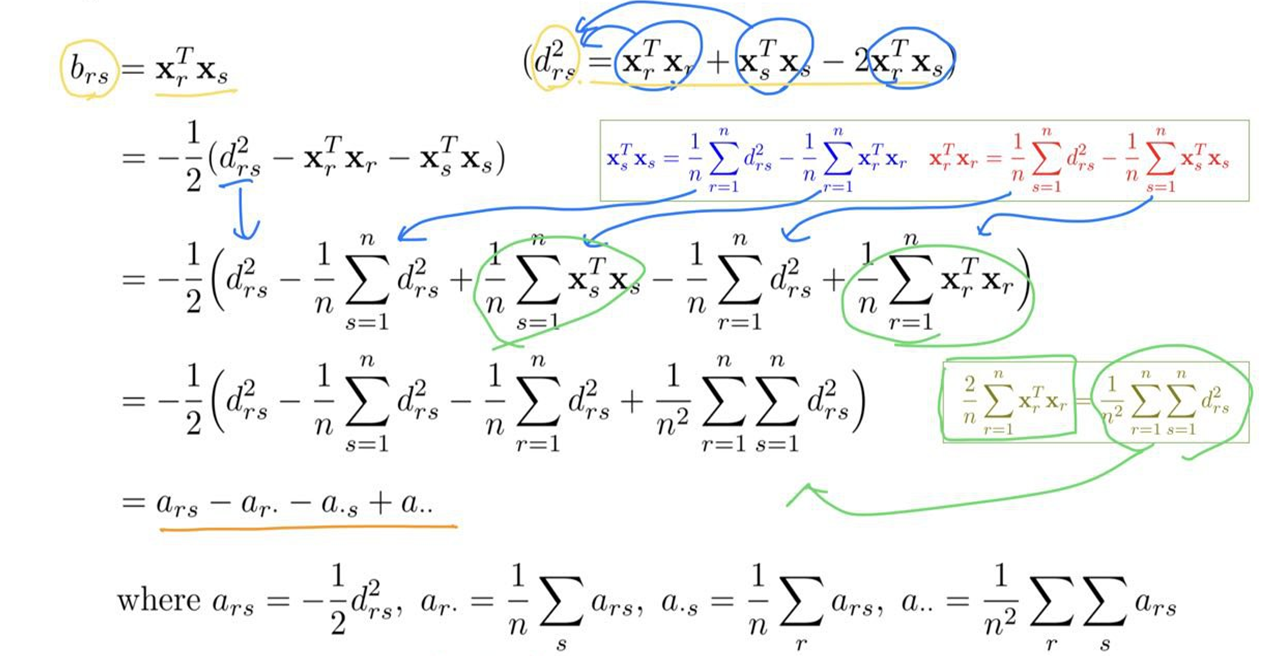 b_{rs} = \mathbf{x}_r^T \mathbf{x}_s (d_{rs}^2 = \mathbf{x}_r^T \mathbf{x}_r + \mathbf{x}_s^T \mathbf{x}_s - 2\mathbf{x}_r^T \mathbf{x}_s)
= -\frac{1}{2}(d_{rs}^2 - \mathbf{x}_r^T \mathbf{x}_r - \mathbf{x}_s^T \mathbf{x}_s) \mathbf{x}_s^T \mathbf{x}_s = \frac{1}{n} \sum_{r=1}^{n} d_{rs}^2 - \frac{1}{n} \sum_{r=1}^{n} \mathbf{x}_r^T \mathbf{x}_r \mathbf{x}_r^T \mathbf{x}_r = \frac{1}{n} \sum_{s=1}^{n} d_{rs}^2 - \frac{1}{n} \sum_{s=1}^{n} \mathbf{x}_s^T \mathbf{x}_s
= -\frac{1}{2}\left(d_{rs}^2 - \frac{1}{n} \sum_{s=1}^{n} d_{rs}^2 + \frac{1}{n} \sum_{s=1}^{n} \mathbf{x}_s^T \mathbf{x}_s - \frac{1}{n} \sum_{r=1}^{n} d_{rs}^2 + \frac{1}{n} \sum_{r=1}^{n} \mathbf{x}_r^T \mathbf{x}_r\right)
= -\frac{1}{2}\left(d_{rs}^2 - \frac{1}{n} \sum_{s=1}^{n} d_{rs}^2 - \frac{1}{n} \sum_{r=1}^{n} d_{rs}^2 + \frac{1}{n^2} \sum_{r=1}^{n} \sum_{s=1}^{n} d_{rs}^2\right) \frac{2}{n} \sum_{r=1}^{n} \mathbf{x}_r^T \mathbf{x}_r = \frac{1}{n^2} \sum_{r=1}^{n} \sum_{s=1}^{n} d_{rs}^2
= a_{rs} - a_{r.} - a_{.s} + a_{..}
where a_{rs} = -\frac{1}{2} d_{rs}^2, a_{r.} = \frac{1}{n} \sum_s a_{rs}, a_{.s} = \frac{1}{n} \sum_r a_{rs}, a_{..} = \frac{1}{n^2} \sum_r \sum_s a_{rs}